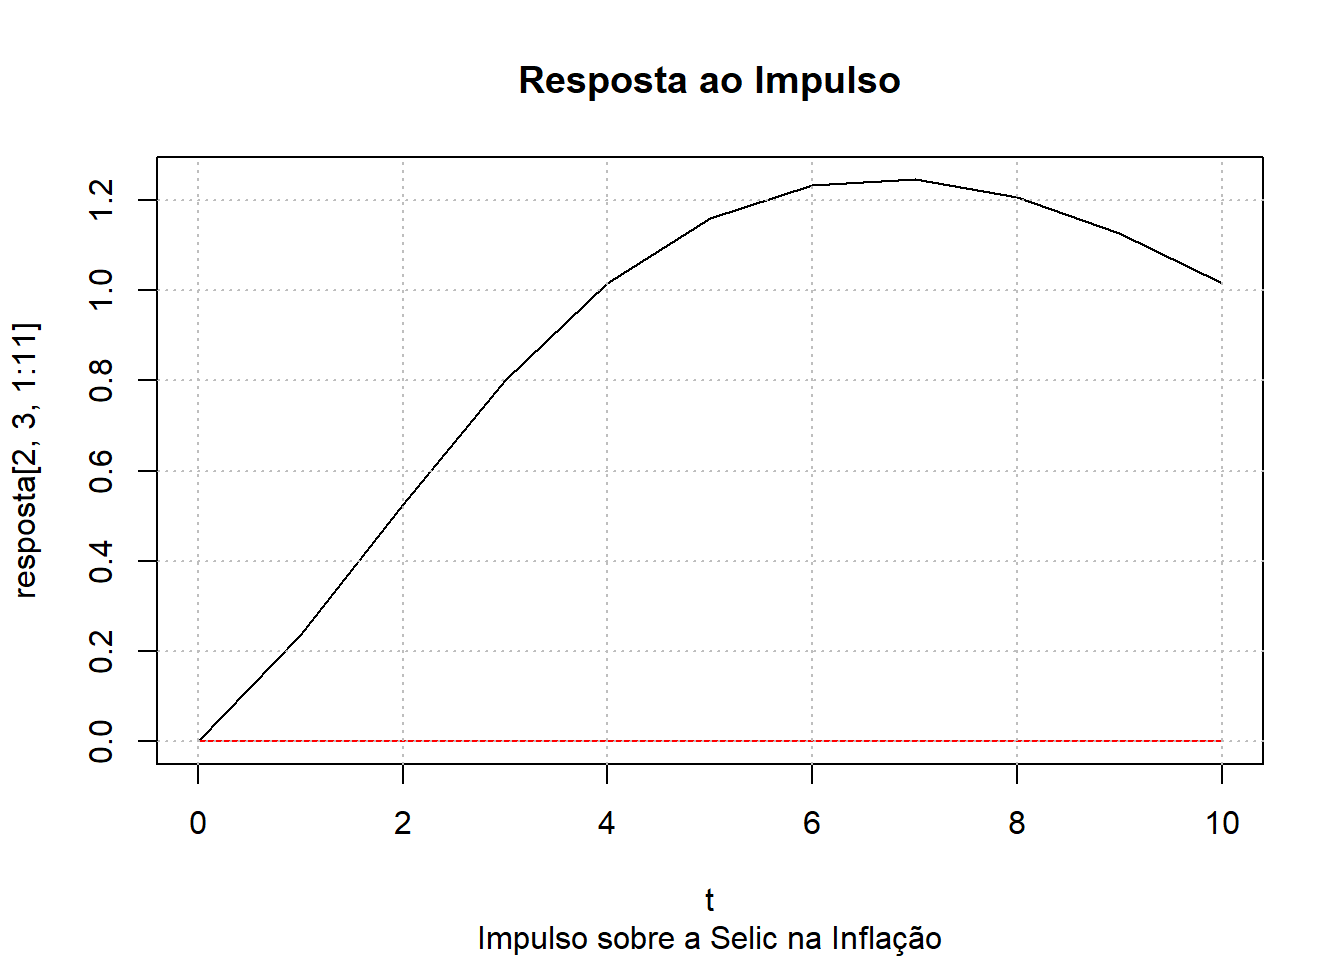 Resposta ao Impulso
resposta[2, 3, 1:11]
1.2
1.0
0.8
0.6
0.4
0.2
0.0
0 2 4 6 8 10
t
Impulso sobre a Selic na Inflação